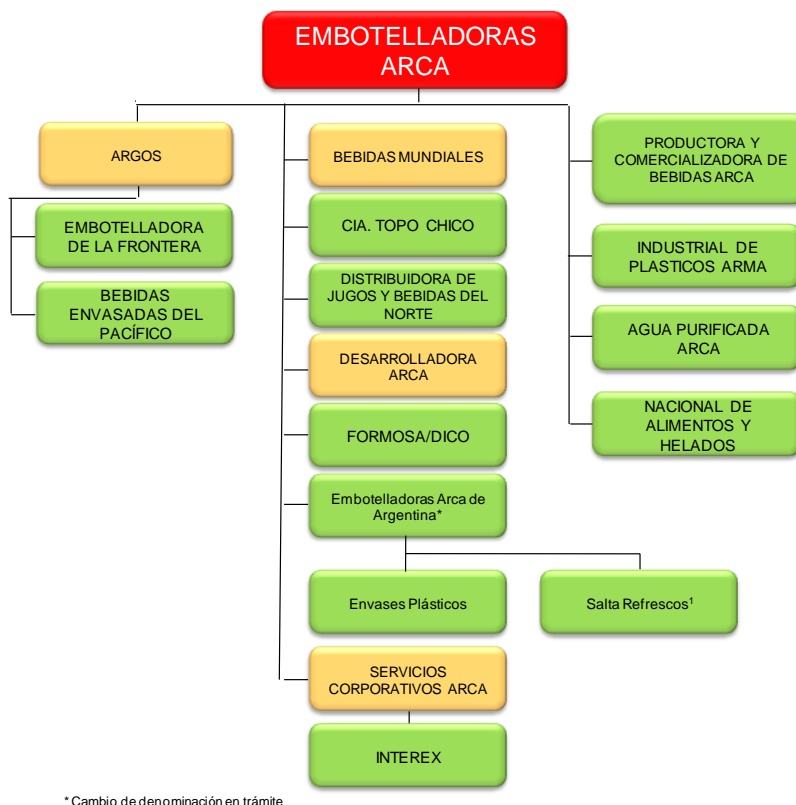 EMBOTELLADORAS
ARCA
ARGOS
EMBOTELLADORA
DE LA FRONTERA
BEBIDAS
ENVASADAS DEL
PACÍFICO
BEBIDAS MUNDIALES
CIA. TOPO CHICO
DISTRIBUIDORA DE
JUGOS Y BEBIDAS DEL
NORTE
DESARROLLADORA
ARCA
FORMOSA/DICO
Embotelladoras Arca de
Argentina*
Envases Plásticos
Salta Refrescos¹
SERVICIOS
CORPORATIVOS ARCA
INTEREX
PRODUCTORA Y
COMERCIALIZADORA DE
BEBIDAS ARCA
INDUSTRIAL DE
PLASTICOS ARMA
AGUA PURIFICADA
ARCA
NACIONAL DE
ALIMENTOS Y
HELADOS
* Cambio de denominación en trámite